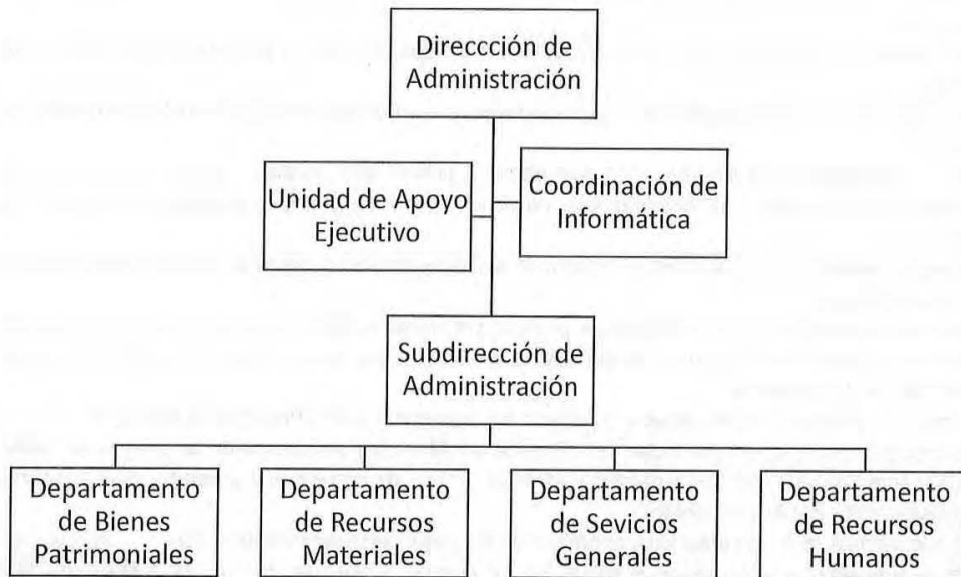 Direccción de
Administración
Unidad de Apoyo
Ejecutivo
Coordinación de
Informática
Subdirección de
Administración
Departamento
de Bienes
Patrimoniales
Departamento
de Recursos
Materiales
Departamento
de Sevicios
Generales
Departamento
de Recursos
Humanos